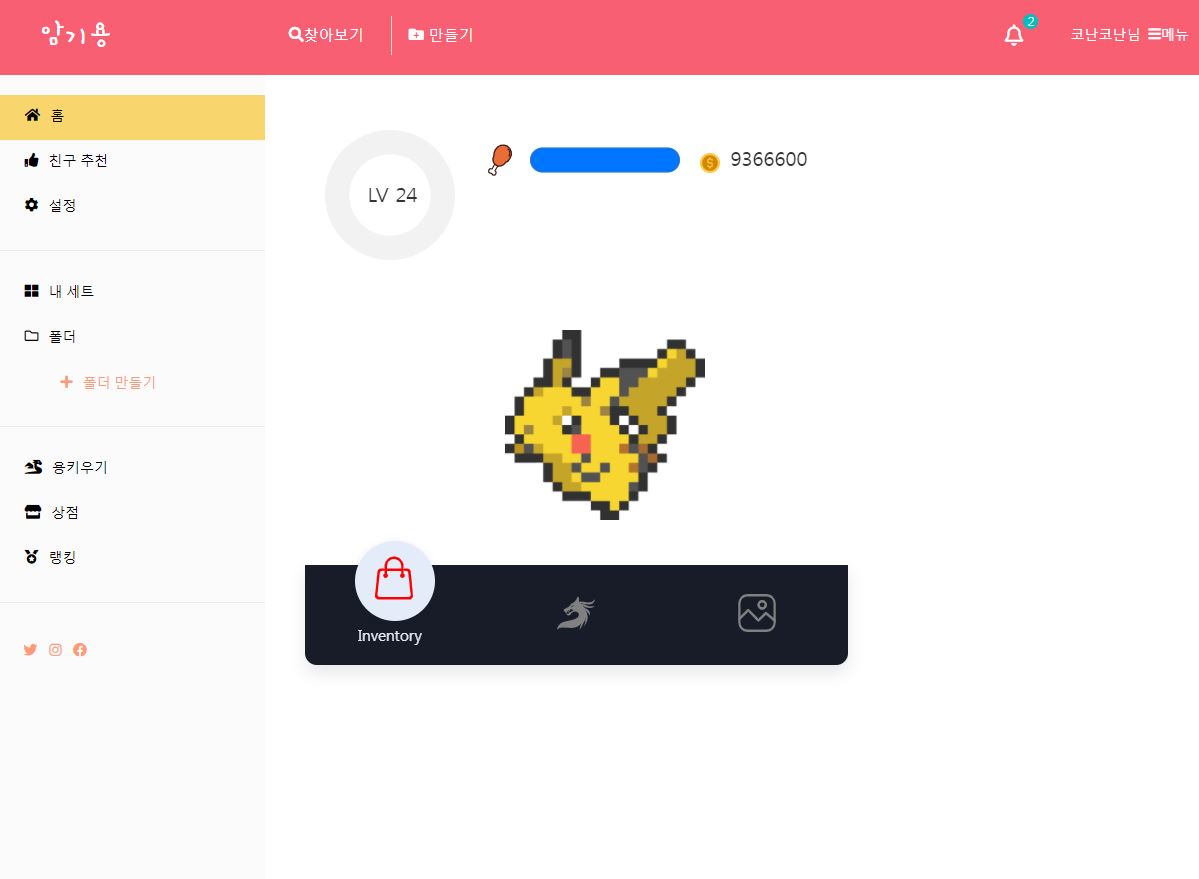 암기용
찾아보기
만들기
2
코난코난님
메뉴
홈
친구 추천
설정
내 세트
폴더
폴더 만들기
용키우기
상점
랭킹
LV 24
9366600
Inventory